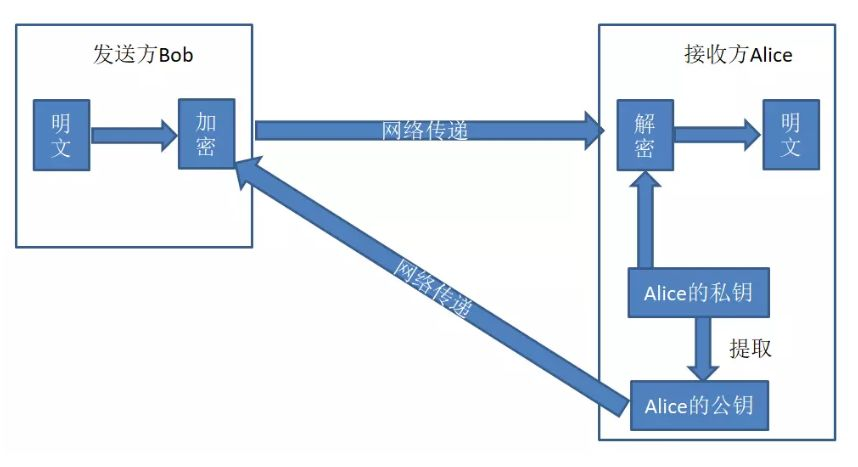 发送方Bob
接收方Alice
明文
加密
网络传递
解密
明文
网络传递
Alice的私钥
提取
Alice的公钥